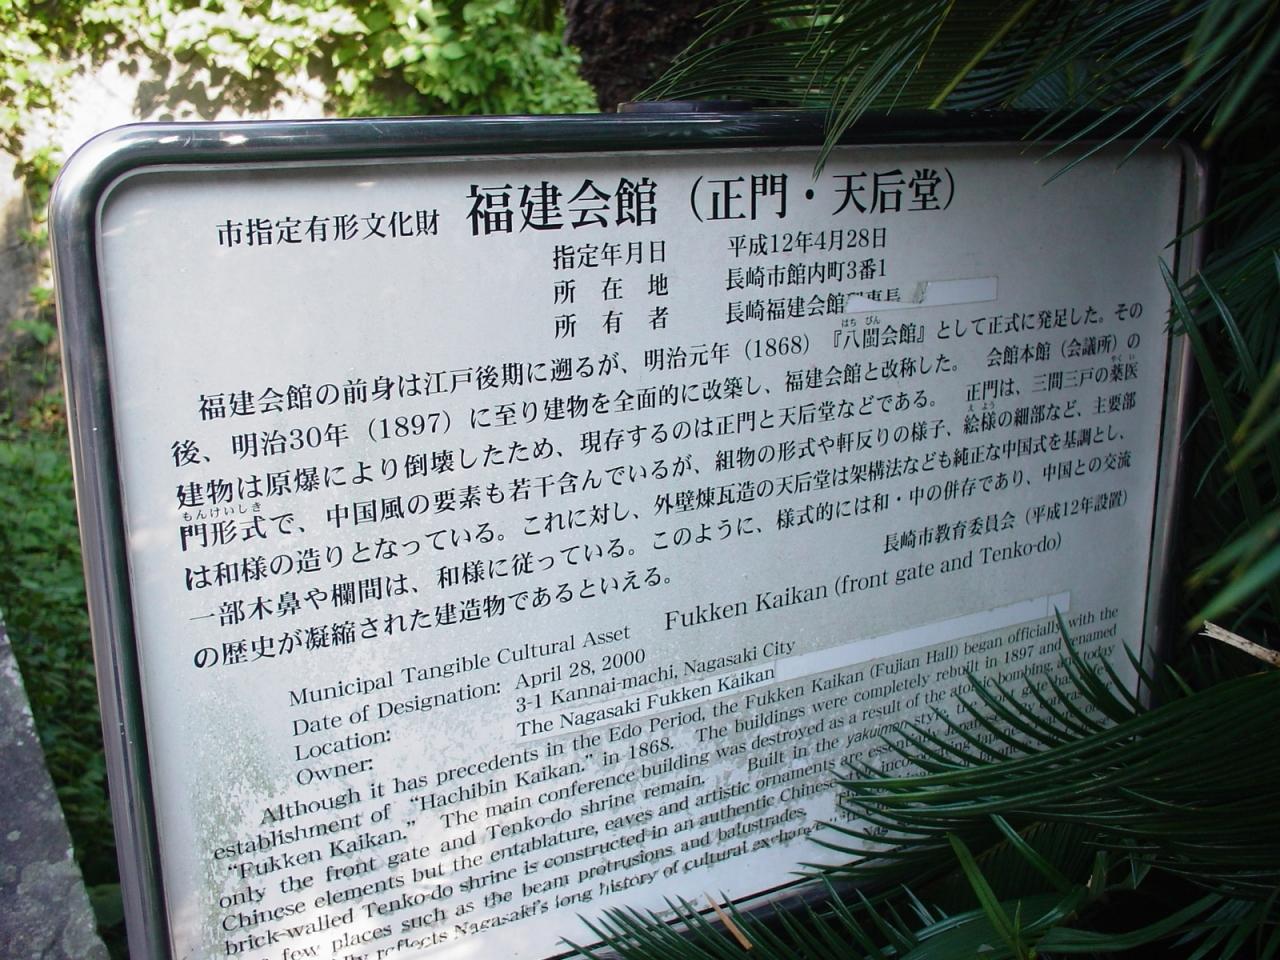 市指定有形文化財 福建会館（正門・天后堂）
指定年月日 平成12年4月28日
所在地 長崎市館内町3番1
所有者 長崎福建会館
福建会館の前身は江戸後期に遡るが、明治元年（1868）『八閩会館』として正式に発足した。その
後、明治30年（1897）に至り建物を全面的に改築し、福建会館と改称した。 会館本館（会議所）の
建物は原爆により倒壊したため、現存するのは正門と天后堂などである。 正門は、三間三戸の薬医
門形式で、中国風の要素も若干含んでいるが、組物の形式や軒反りの様子、絵様の細部など、主要部
は和様の造りとなっている。これに対し、外壁煉瓦造の天后堂は架構法なども純正な中国式を基調とし、
一部木鼻や欄間は、和様に従っている。このように、様式的には和・中の併存であり、中国との交流
の歴史が凝縮された建造物であるといえる。
長崎市教育委員会（平成12年設置）
Municipal Tangible Cultural Asset Fukken Kaikan (front gate and Tenko-do)
Date of Designation: April 28, 2000
Location: 3-1 Kannai-machi, Nagasaki City
Owner: The Nagasaki Fukken Kaikan
Although it has precedents in the Edo Period, the Fukken Kaikan (Fujian Hall) began officially with the
establishment of "Hachibin Kaikan." in 1868. The buildings were completely rebuilt in 1897 and renamed
"Fukken Kaikan." The main conference building was destroyed as a result of the atomic bombing, and today
only the front gate and Tenko-do shrine remain. Built in the yakuimon style, the front gate has
Chinese elements but the entablature, eaves and artistic ornaments are essentially
brick-walled Tenko-do shrine is constructed in an authentic Chinese
few places such as the beam protrusions and balustrades.
reflects Nagasaki's long history of cultural exchange